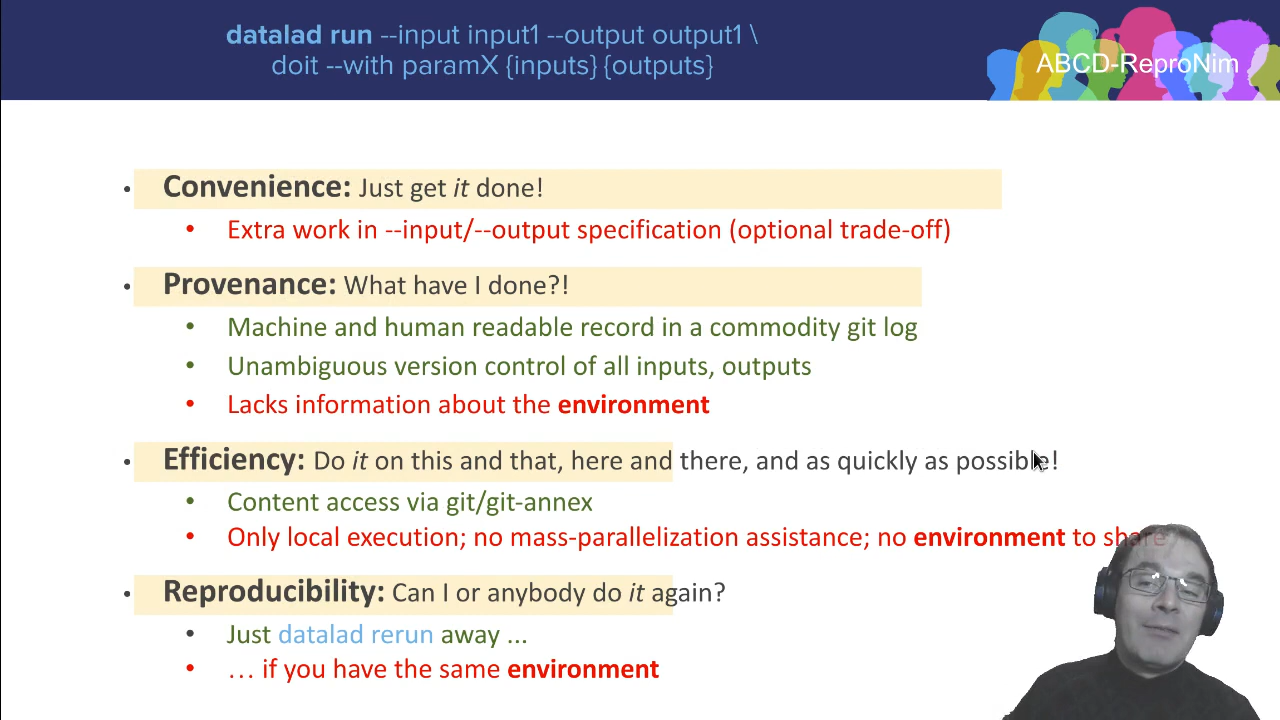 datalad run --input input1 --output output1 \
doit --with paramX {inputs} {outputs}
ABCD-ReproNim
• Convenience: Just get it done!
• Extra work in --input/--output specification (optional trade-off)
• Provenance: What have I done?!
• Machine and human readable record in a commodity git log
• Unambiguous version control of all inputs, outputs
• Lacks information about the environment
• Efficiency: Do it on this and that, here and there, and as quickly as possible!
• Content access via git/git-annex
• Only local execution; no mass-parallelization assistance; no environment to share
• Reproducibility: Can I or anybody do it again?
• Just datalad rerun away ...
• … if you have the same environment